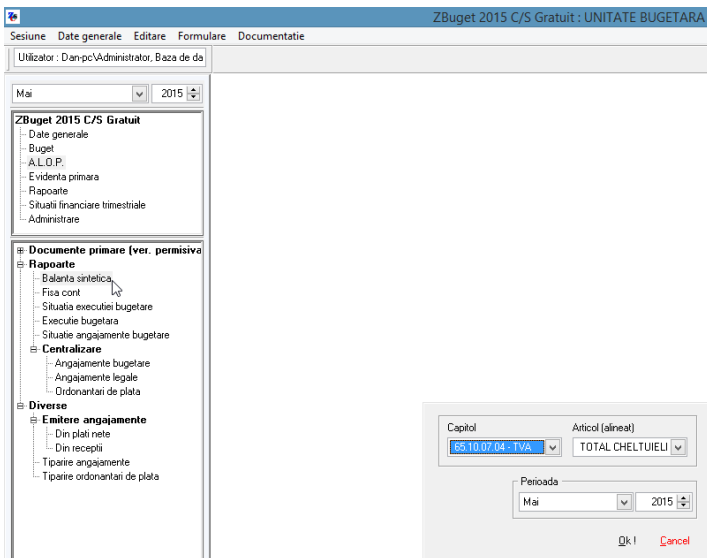 ZBuget 2015 C/S Gratuit : UNITATE BUGETARA
Sesiune Date generale Editare Formulare Documentatie
Utilizator : Dan-pc\Administrator, Baza de da
Mai 2015
ZBuget 2015 C/S Gratuit
Date generale
Buget
A.L.O.P.
Evidenta primara
Rapoarte
Situatii financiare trimestriale
Administrare
Documente primare (ver. permisiva
Rapoarte
Balanta sintetica
Fisa cont
Situatia executiei bugetare
Executie bugetara
Situatie angajamente bugetare
Centralizare
Angajamente bugetare
Angajamente legale
Ordonantari de plata
Diverse
Emitere angajamente
Din plati nete
Din receptii
Tiparire angajamente
Tiparire ordonantari de plata
Capitol Articol (alineat)
65.10.07.04 - TVA TOTAL CHELTUIELI
Perioada
Mai 2015
Ok ! Cancel